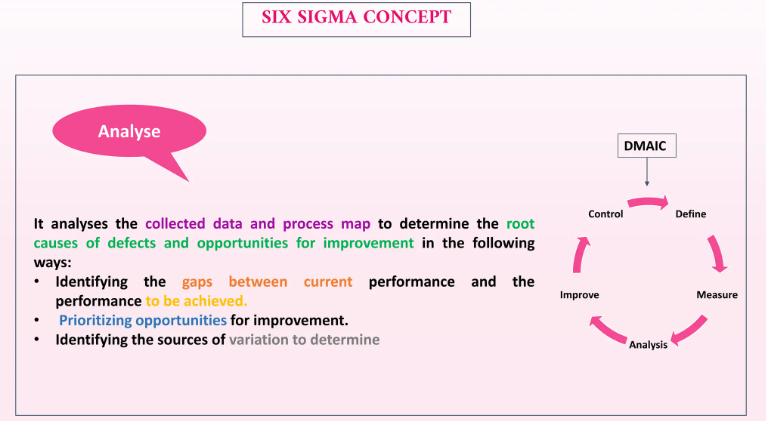 SIX SIGMA CONCEPT
Analyse
It analyses the collected data and process map to determine the root
causes of defects and opportunities for improvement in the following
ways:
• Identifying the gaps between current performance and the
performance to be achieved.
• Prioritizing opportunities for improvement.
• Identifying the sources of variation to determine
DMAIC
Control
Define
Improve
Measure
Analysis